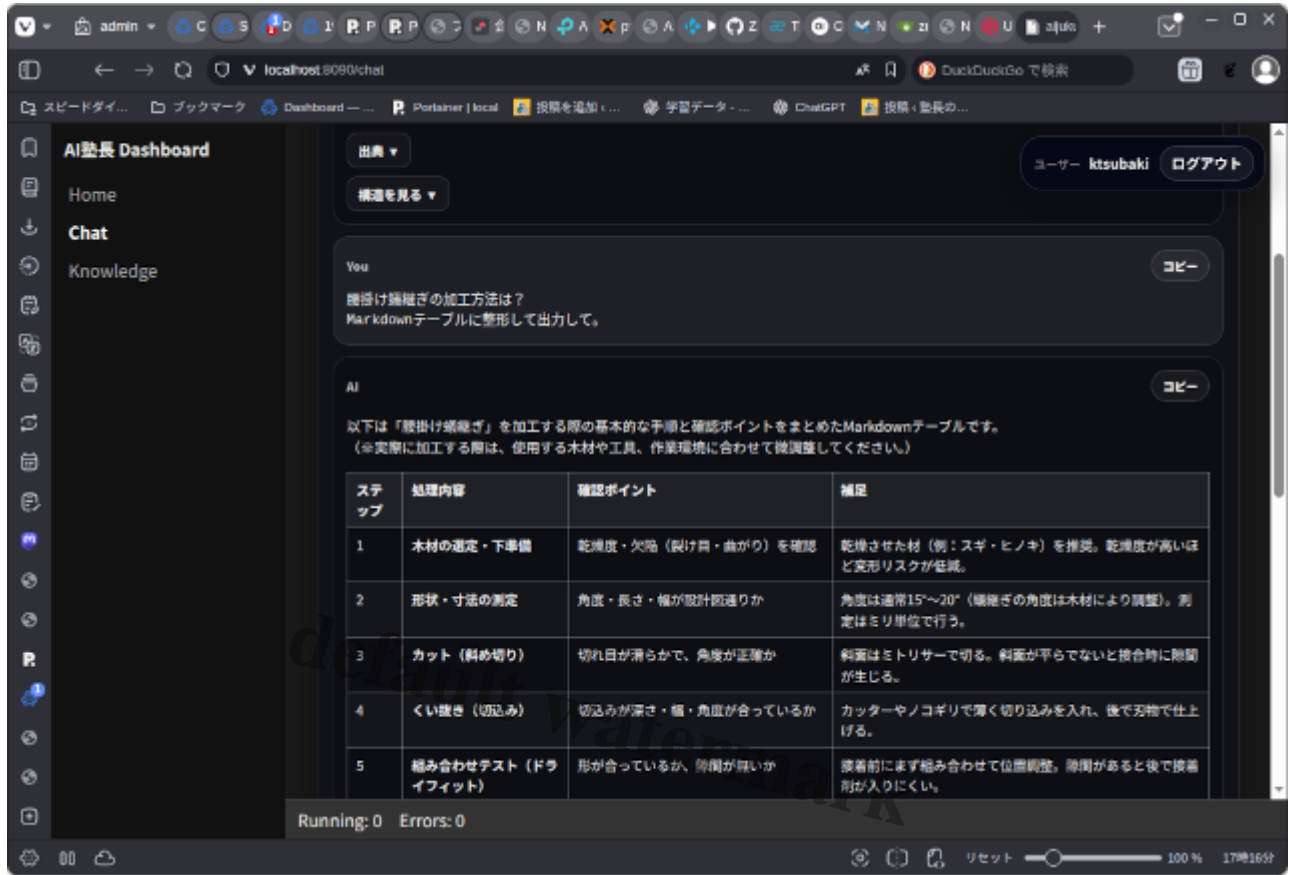 admin
localhost:8090/chat
DuckDuckGo で検索
スピードダイ...
ブックマーク
Dashboard — ...
Portainer | local
投稿を追加 ‹ ...
学習データ - ...
ChatGPT
投稿 ‹ 塾長の...
AI塾長 Dashboard
Home
Chat
Knowledge
ユーザー ktsubaki ログアウト
出典 ▼
構造を見る ▼
You
コピー
腰掛け蟻継ぎの加工方法は？
Markdownテーブルに整形して出力して。
AI
コピー
以下は「腰掛け蟻継ぎ」を加工する際の基本的な手順と確認ポイントをまとめたMarkdownテーブルです。
（※実際に加工する際は、使用する木材や工具、作業環境に合わせて微調整してください。）
ステップ 処理内容 確認ポイント 補足
1 木材の選定・下準備 乾燥度・欠陥（裂け目・曲がり）を確認 乾燥させた材（例：スギ・ヒノキ）を推奨。乾燥度が高いほ
ど変形リスクが低減。
2 形状・寸法の測定 角度・長さ・幅が設計図通りか 角度は通常15°〜20°（蟻継ぎの角度は木材により調整）。測
定はミリ単位で行う。
3 カット（斜め切り） 切れ目が滑らかで、角度が正確か 斜面はミトリサーで切る。斜面が平らでないと接合時に隙間
が生じる。
4 くい抜き（切込み） 切込みが深さ・幅・角度が合っているか カッターやノコギリで薄く切り込みを入れ、後で刃物で仕上
げる。
5 組み合わせテスト（ドラ
イフィット） 形が合っているか、隙間が無いか 接着前にまず組み合わせて位置調整。隙間があると後で接着
剤が入りにくい。
default watermark
Running: 0 Errors: 0
リセット
100 %
17時16分